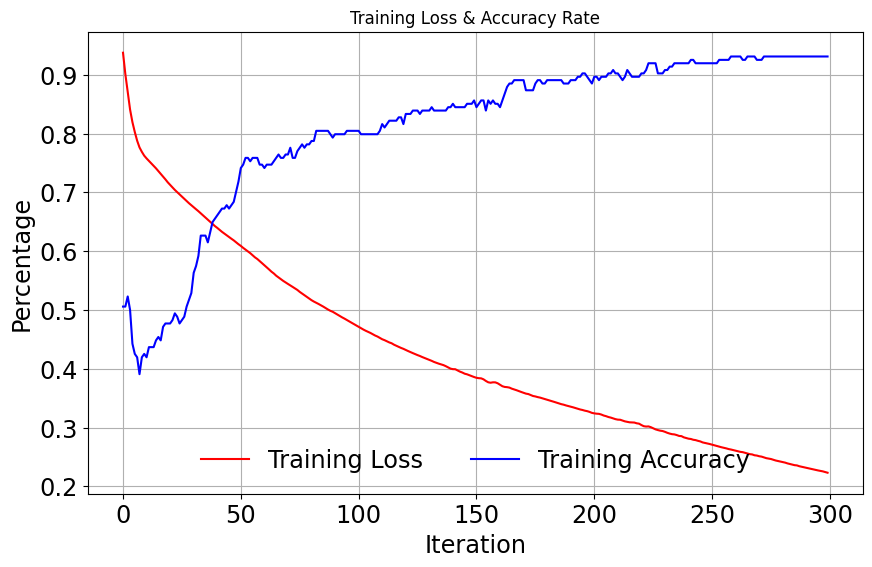 Training Loss & Accuracy Rate
Percentage
0.9
0.8
0.7
0.6
0.5
0.4
0.3
0.2
Training Loss Training Accuracy
0 50 100 150 200 250 300
Iteration